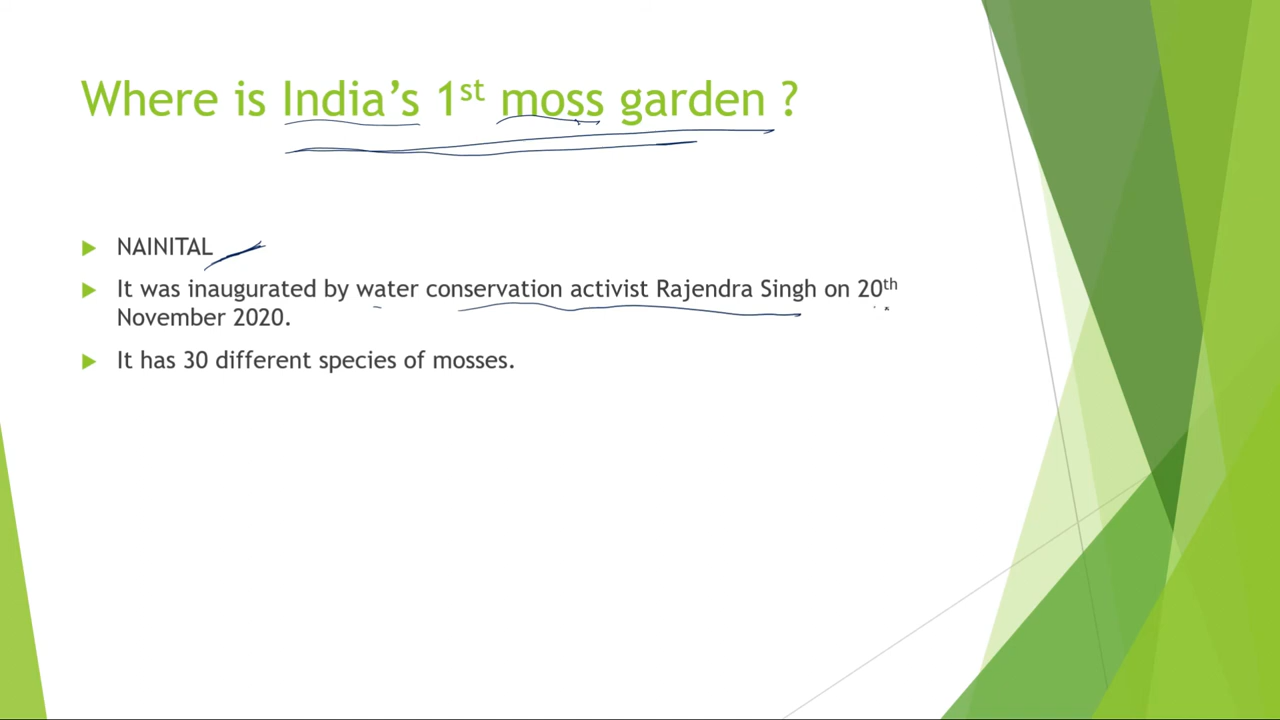 Where is India’s 1st moss garden ?
NAINITAL
It was inaugurated by water conservation activist Rajendra Singh on 20th
November 2020.
It has 30 different species of mosses.